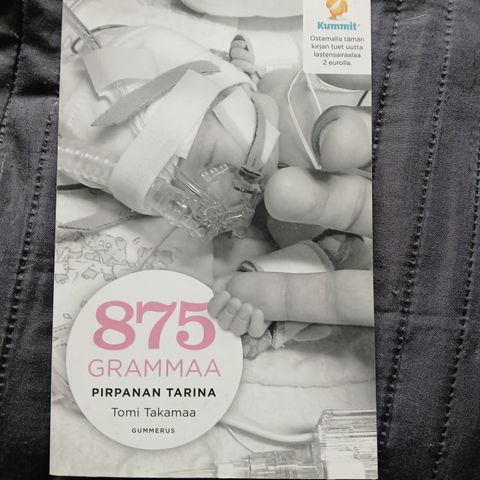 Kummit
Ostamalla tämän
kirjan tuet uutta
lastensairaalaa
2 eurolla.
875
GRAMMAA
PIRPANAN TARINA
Tomi Takamaa
GUMMERUS